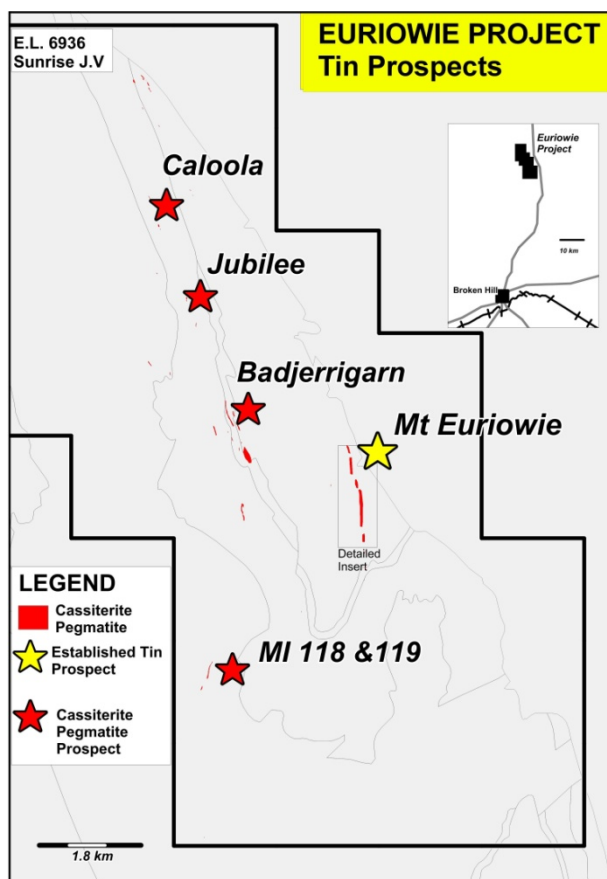 E.L. 6936
Sunrise J.V
EURIOWIE PROJECT
Tin Prospects
Euriowie
Project
10 km
Broken Hill
Caloola
Jubilee
Badjerrigarn
Mt Euriowie
Detailed
Insert
MI 118 &119
LEGEND
Cassiterite
Pegmatite
Established Tin
Prospect
Cassiterite
Pegmatite
Prospect
1.8 km